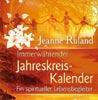 Jeanne Ruland
Immerwährender
Jahreskreis-
Kalender
Ein spiritueller Lebensbegleiter